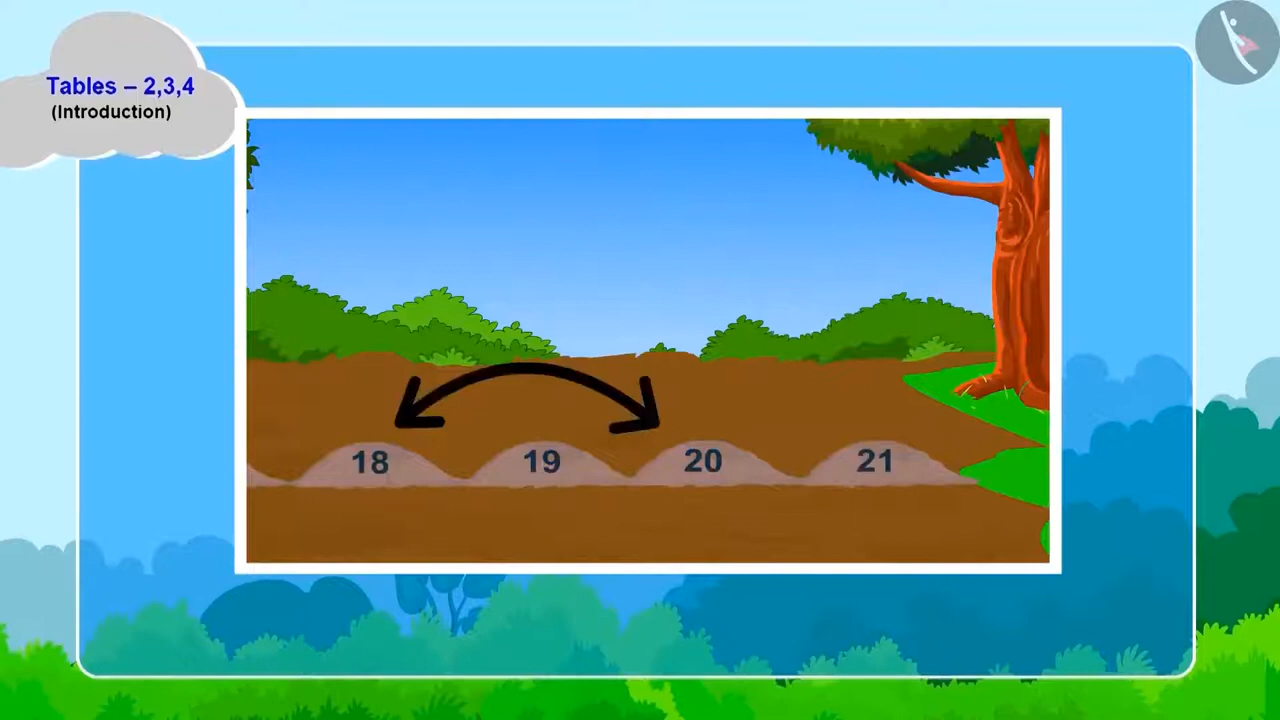 Tables – 2,3,4
(Introduction)
18 19 20 21